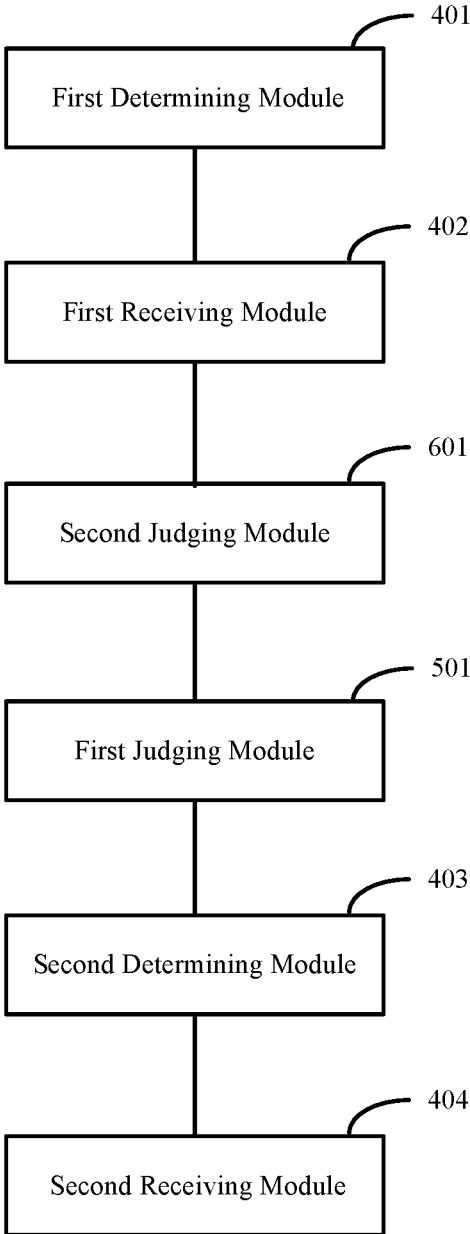 401
First Determining Module
402
First Receiving Module
601
Second Judging Module
501
First Judging Module
403
Second Determining Module
404
Second Receiving Module